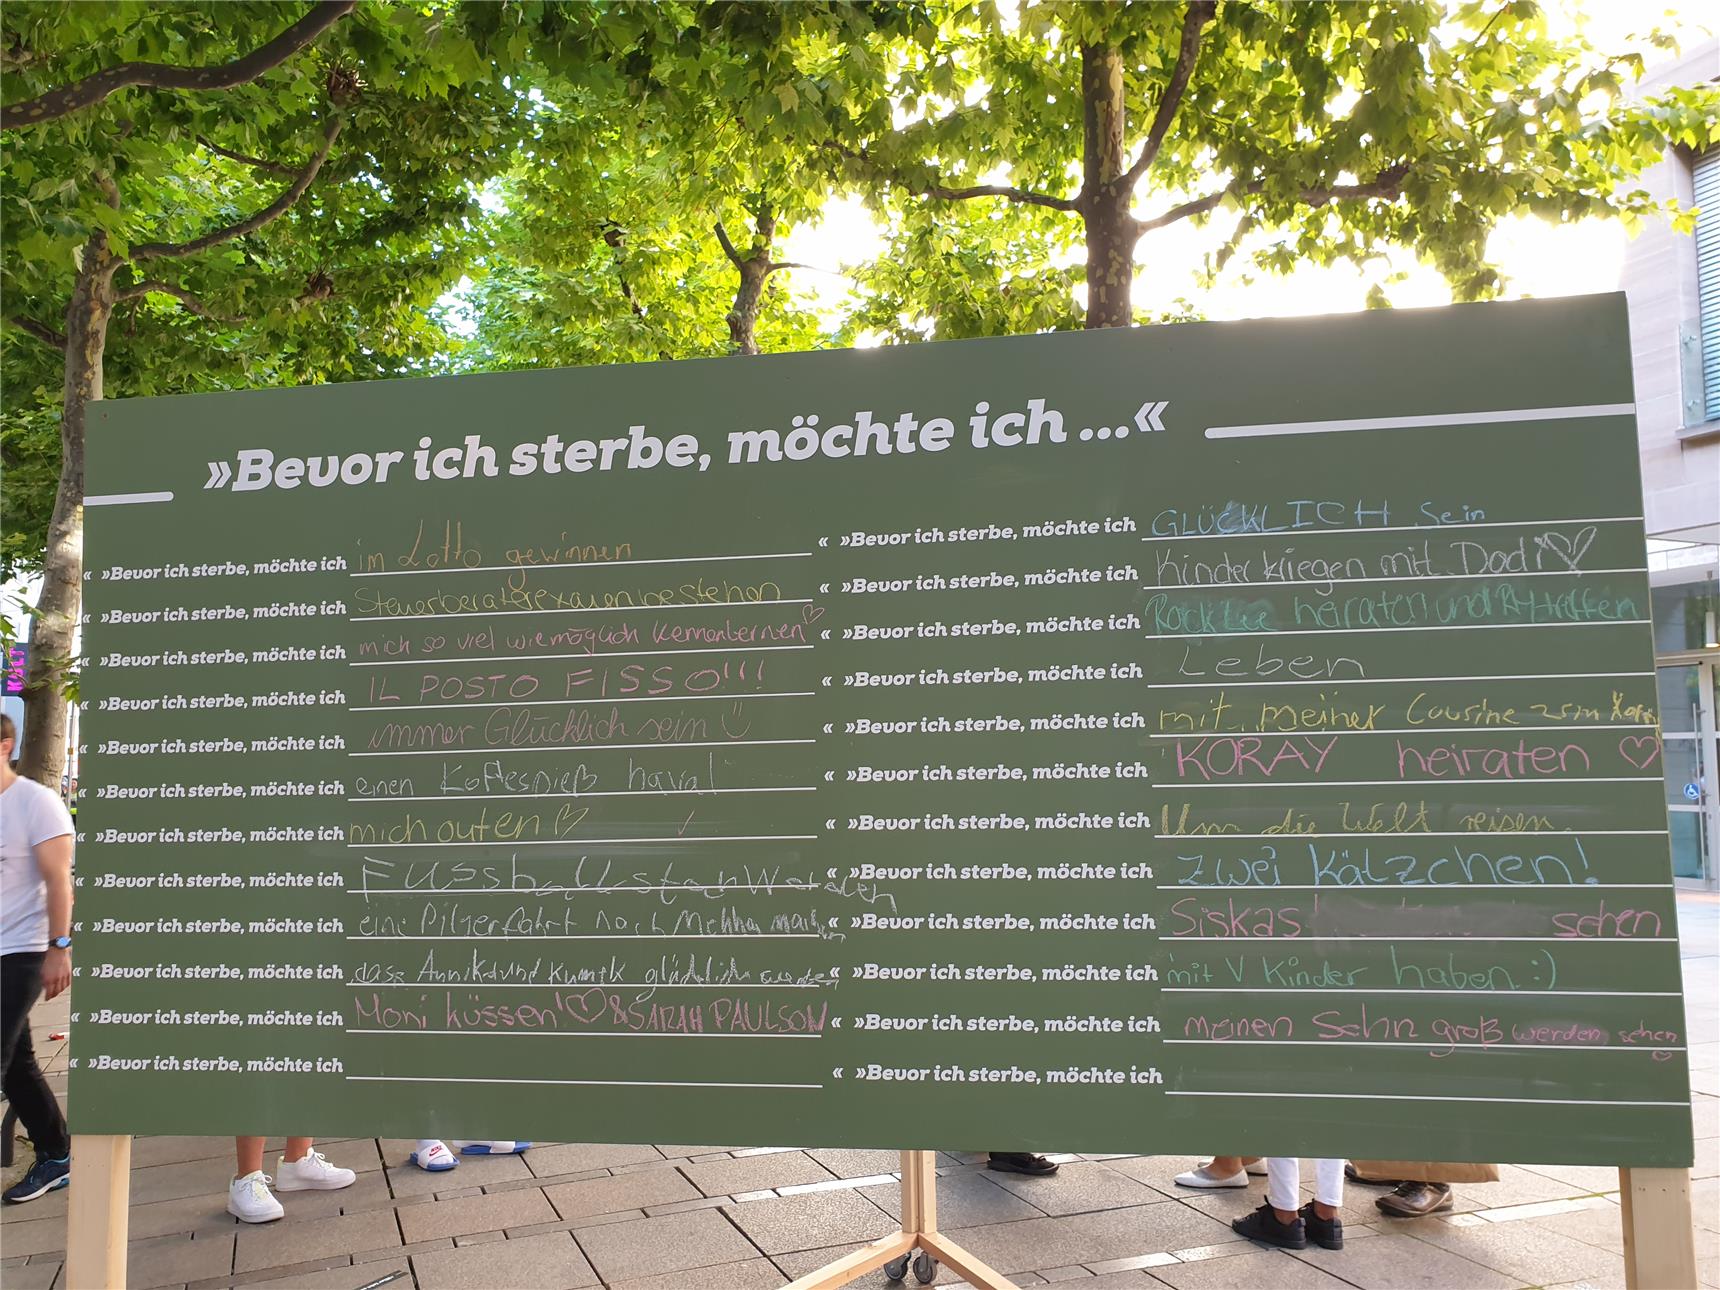 »Bevor ich sterbe, möchte ich ...«
»Bevor ich sterbe, möchte ich im Lotto gewinnen «
»Bevor ich sterbe, möchte ich Steuerberaterexamen bestehen «
»Bevor ich sterbe, möchte ich mich so viel wie möglich kennenlernen «
»Bevor ich sterbe, möchte ich IL POSTO FISSO!!! «
»Bevor ich sterbe, möchte ich immer Glücklich sein «
»Bevor ich sterbe, möchte ich einen «
»Bevor ich sterbe, möchte ich mich outen «
»Bevor ich sterbe, möchte ich Fussballstar Werden «
»Bevor ich sterbe, möchte ich eine Pilgerfahrt nach Mekka «
»Bevor ich sterbe, möchte ich dass und glücklich werden «
»Bevor ich sterbe, möchte ich Moni küssen! & SARAH PAULSON «
»Bevor ich sterbe, möchte ich
«
»Bevor ich sterbe, möchte ich GLÜCKLICH sein
»Bevor ich sterbe, möchte ich Kinder kriegen mit Dodi
»Bevor ich sterbe, möchte ich Rock Lee heiraten und treffen
»Bevor ich sterbe, möchte ich Leben
»Bevor ich sterbe, möchte ich mit meiner Cousine zum
»Bevor ich sterbe, möchte ich KORAY heiraten
»Bevor ich sterbe, möchte ich Um die Welt reisen.
»Bevor ich sterbe, möchte ich zwei Kätzchen!
»Bevor ich sterbe, möchte ich Siskas sehen
»Bevor ich sterbe, möchte ich mit V Kinder haben :)
»Bevor ich sterbe, möchte ich meinen Sohn groß werden sehen
»Bevor ich sterbe, möchte ich